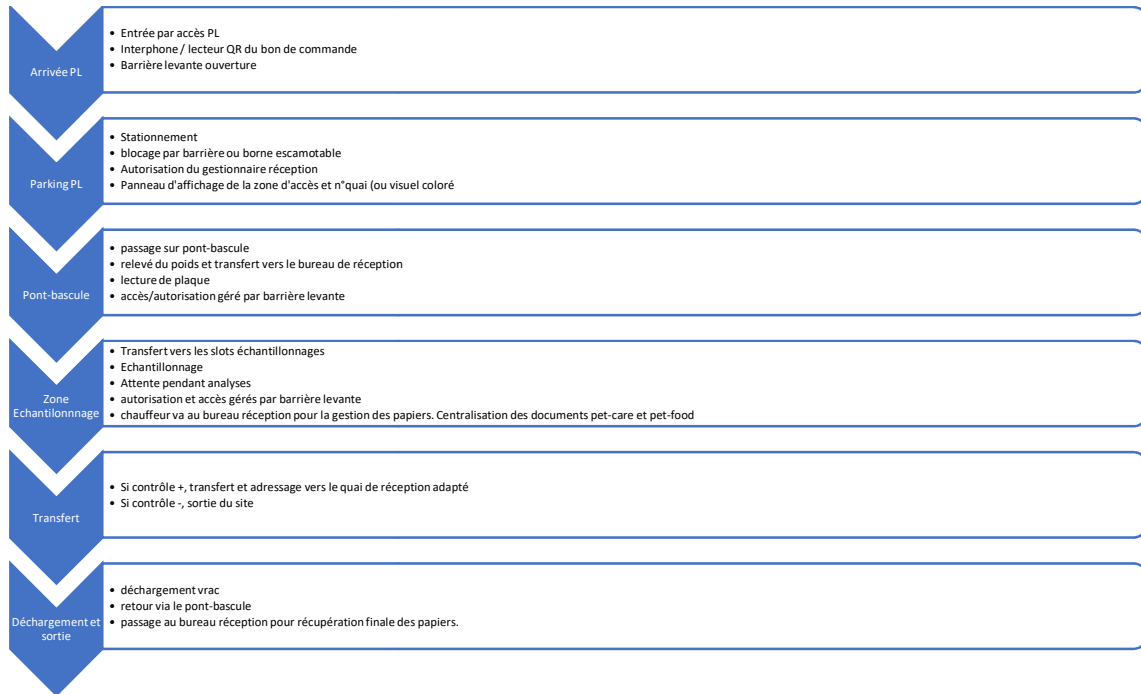 Arrivée PL
• Entrée par accès PL
• Interphone / lecteur QR du bon de commande
• Barrière levante ouverture
Parking PL
• Stationnement
• blocage par barrière ou borne escamotable
• Autorisation du gestionnaire réception
• Panneau d'affichage de la zone d'accès et n°quai (ou visuel coloré
Pont-bascule
• passage sur pont-bascule
• relevé du poids et transfert vers le bureau de réception
• lecture de plaque
• accès/autorisation géré par barrière levante
Zone
Echantilonnnage
• Transfert vers les slots échantillonnages
• Echantillonnage
• Attente pendant analyses
• autorisation et accès gérés par barrière levante
• chauffeur va au bureau réception pour la gestion des papiers. Centralisation des documents pet-care et pet-food
Transfert
• Si contrôle +, transfert et adressage vers le quai de réception adapté
• Si contrôle -, sortie du site
Déchargement et
sortie
• déchargement vrac
• retour via le pont-bascule
• passage au bureau réception pour récupération finale des papiers.